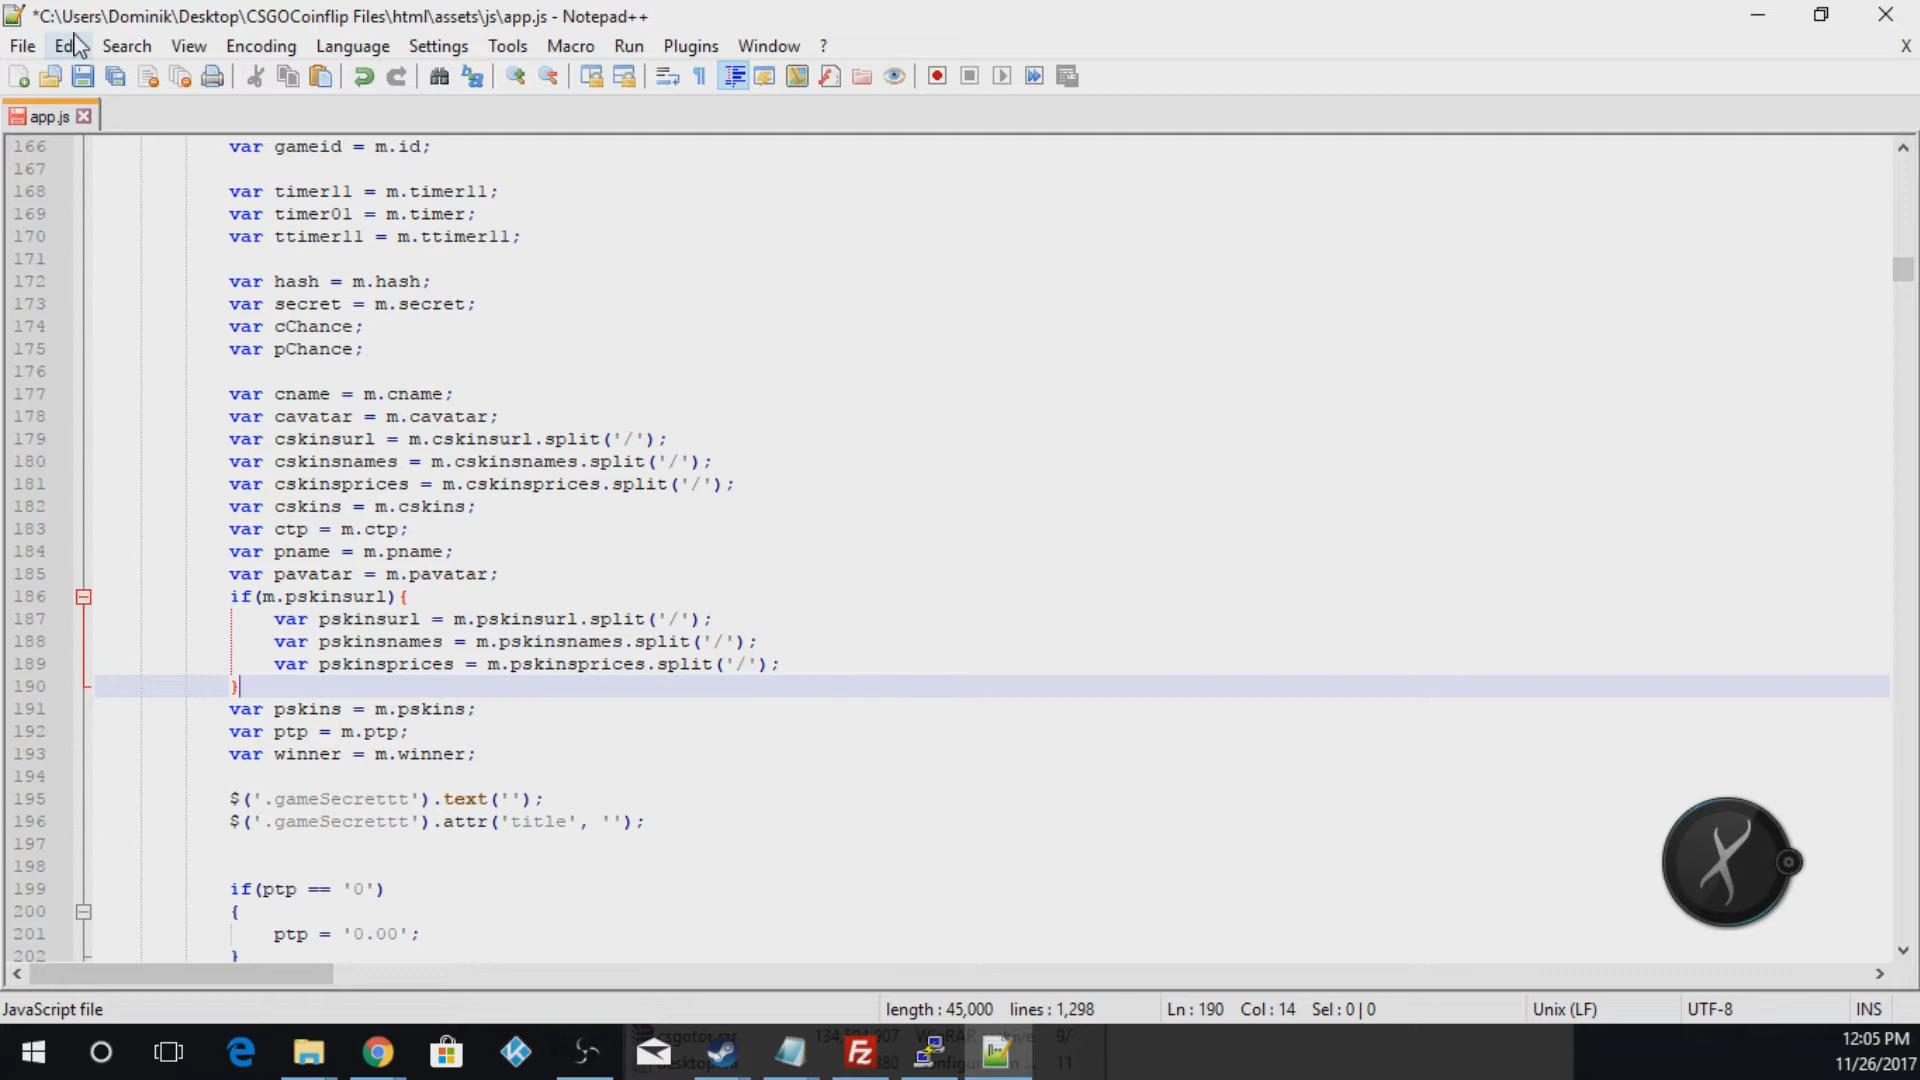 *C:\Users\Dominik\Desktop\CSGOCoinflip Files\html\assets\js\app.js - Notepad++
File Ed Search View Encoding Language Settings Tools Macro Run Plugins Window ? X
app.js
166 var gameid = m.id;
167
168 var timer11 = m.timer11;
169 var timer01 = m.timer;
170 var ttimer11 = m.ttimer11;
171
172 var hash = m.hash;
173 var secret = m.secret;
174 var cChance;
175 var pChance;
176
177 var cname = m.cname;
178 var cavatar = m.cavatar;
179 var cskinsurl = m.cskinsurl.split('/');
180 var cskinsnames = m.cskinsnames.split('/');
181 var cskinsprices = m.cskinsprices.split('/');
182 var cskins = m.cskins;
183 var ctp = m.ctp;
184 var pname = m.pname;
185 var pavatar = m.pavatar;
186 if(m.pskinsurl){
187 var pskinsurl = m.pskinsurl.split('/');
188 var pskinsnames = m.pskinsnames.split('/');
189 var pskinsprices = m.pskinsprices.split('/');
190 }
191 var pskins = m.pskins;
192 var ptp = m.ptp;
193 var winner = m.winner;
194
195 $('.gameSecrettt').text('');
196 $('.gameSecrettt').attr('title', '');
197
198
199 if(ptp == '0')
200 {
201 ptp = '0.00';
202 }
JavaScript file length : 45,000 lines : 1,298 Ln : 190 Col : 14 Sel : 0 | 0 Unix (LF) UTF-8 INS
csgotor.rar
12:05 PM
11/26/2017